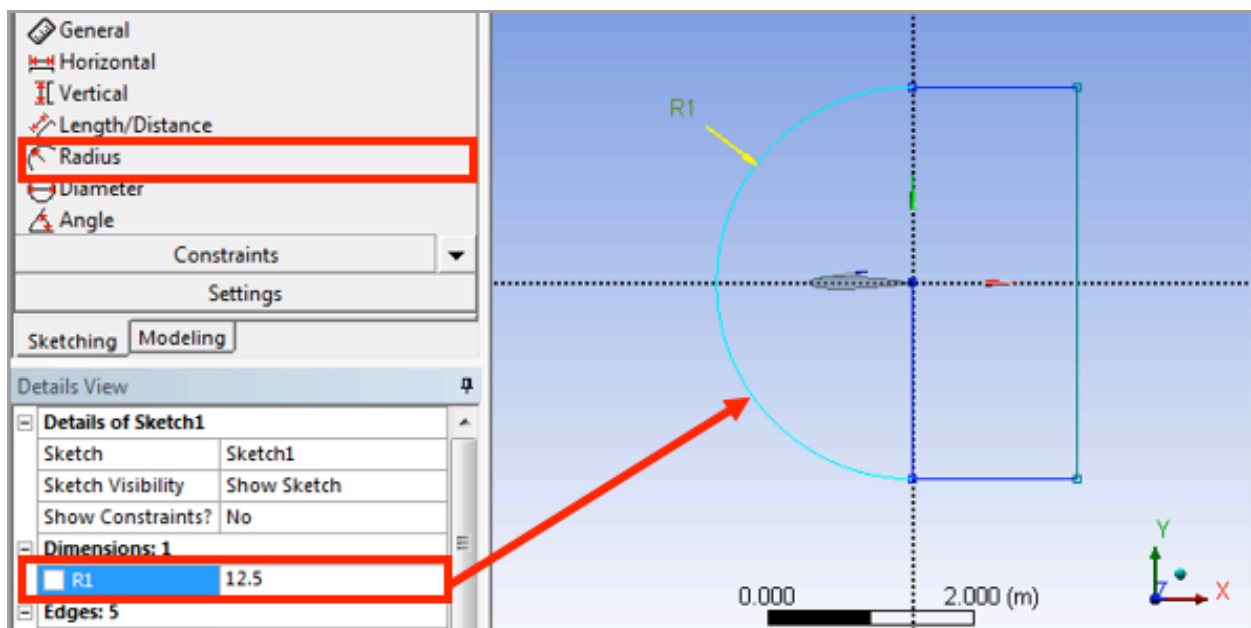 General
Horizontal
Vertical
Length/Distance
Radius
Diameter
Angle
Constraints
Settings
Sketching Modeling
Details View
Details of Sketch1
Sketch Sketch1
Sketch Visibility Show Sketch
Show Constraints? No
Dimensions: 1
R1 12.5
Edges: 5
R1
0.000 2.000 (m)
Y
Z X